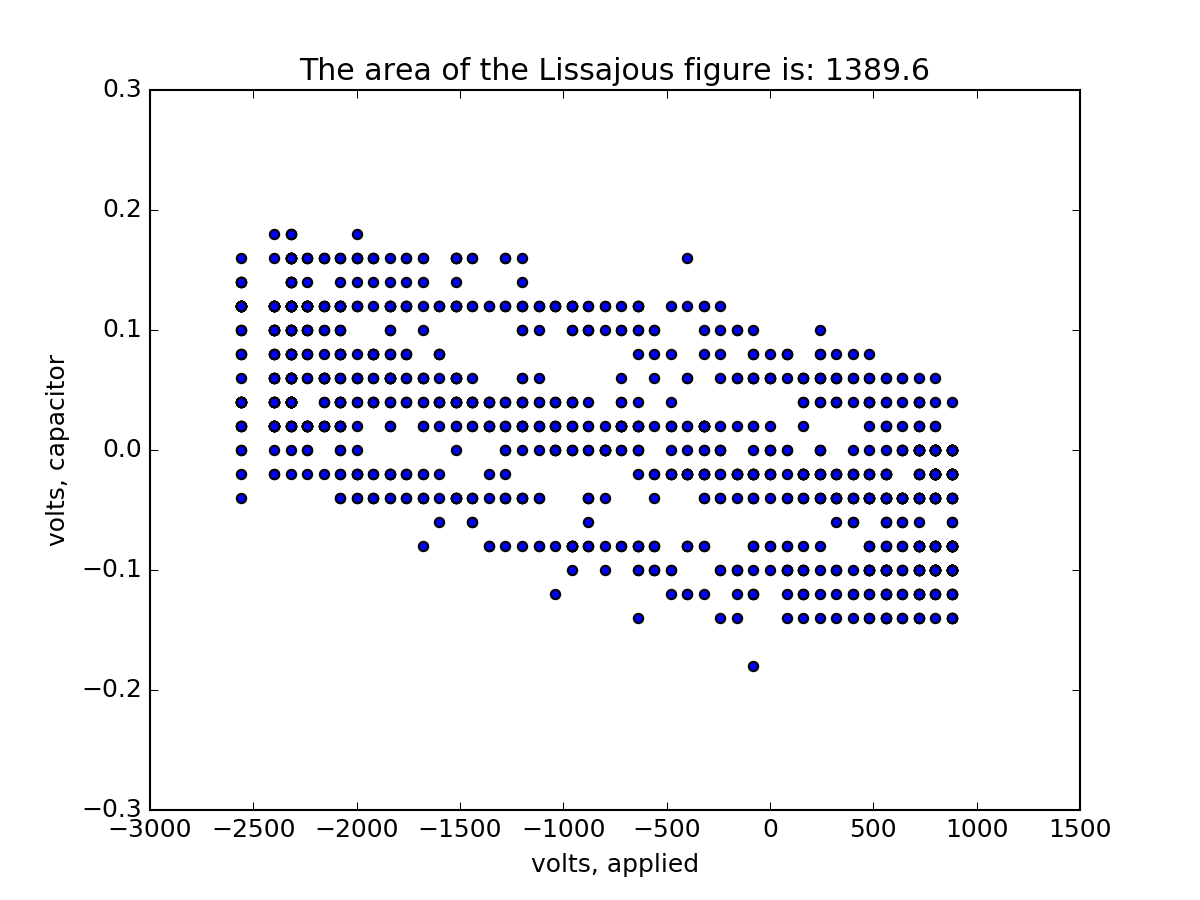 The area of the Lissajous figure is: 1389.6
0.3
0.2
0.1
0.0
−0.1
−0.2
−0.3
volts, capacitor
−3000 −2500 −2000 −1500 −1000 −500 0 500 1000 1500
volts, applied